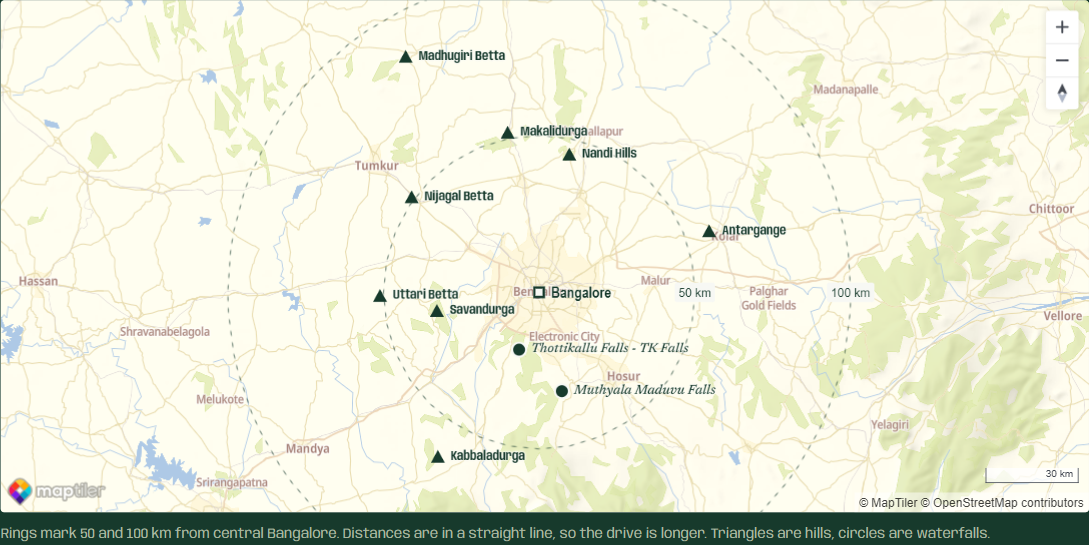 Madhugiri Betta
Madanapalle
Makalidurga
allapur
Nandi Hills
Tumkur
Nijagal Betta
Chittoor
Antargange
Kolar
Hassan
Malur
Uttari Betta
Bangalore
50 km
Palghar
Gold Fields
100 km
Savandurga
Vellore
Shravanabelagola
Electronic City
Thottikallu Falls - TK Falls
Hosur
Muthyala Maduvu Falls
Melukote
Yelagiri
Mandya
Kabbaladurga
Srirangapatna
30 km
maptiler
© MapTiler © OpenStreetMap contributors
Rings mark 50 and 100 km from central Bangalore. Distances are in a straight line, so the drive is longer. Triangles are hills, circles are waterfalls.